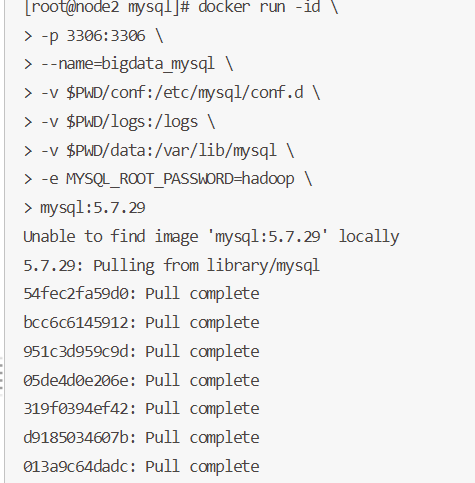 [root@node2 mysql]# docker run -id \
> -p 3306:3306 \
> --name=bigdata_mysql \
> -v $PWD/conf:/etc/mysql/conf.d \
> -v $PWD/logs:/logs \
> -v $PWD/data:/var/lib/mysql \
> -e MYSQL_ROOT_PASSWORD=hadoop \
> mysql:5.7.29
Unable to find image 'mysql:5.7.29' locally
5.7.29: Pulling from library/mysql
54fec2fa59d0: Pull complete
bcc6c6145912: Pull complete
951c3d959c9d: Pull complete
05de4d0e206e: Pull complete
319f0394ef42: Pull complete
d9185034607b: Pull complete
013a9c64dadc: Pull complete